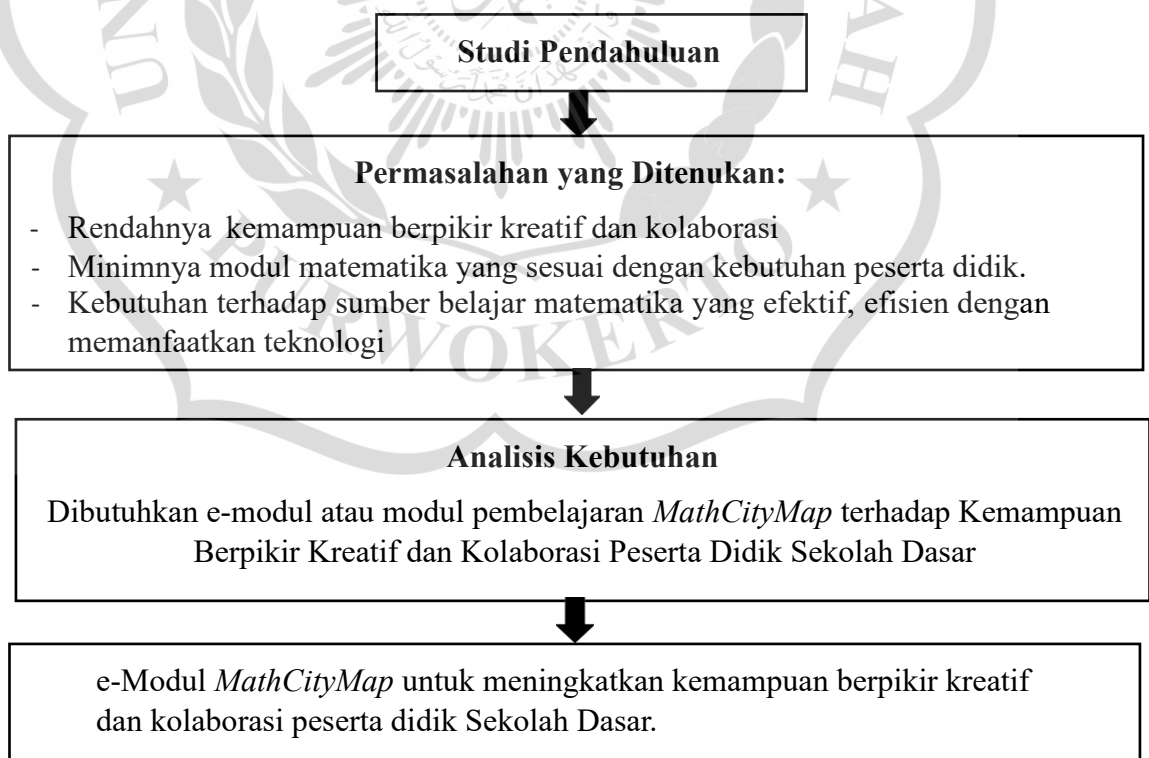 Studi Pendahuluan
Permasalahan yang Ditenukan:
- Rendahnya kemampuan berpikir kreatif dan kolaborasi
- Minimnya modul matematika yang sesuai dengan kebutuhan peserta didik.
- Kebutuhan terhadap sumber belajar matematika yang efektif, efisien dengan
memanfaatkan teknologi
PURWOKERTO
Analisis Kebutuhan
Dibutuhkan e-modul atau modul pembelajaran MathCityMap terhadap Kemampuan
Berpikir Kreatif dan Kolaborasi Peserta Didik Sekolah Dasar
e-Modul MathCityMap untuk meningkatkan kemampuan berpikir kreatif
dan kolaborasi peserta didik Sekolah Dasar.